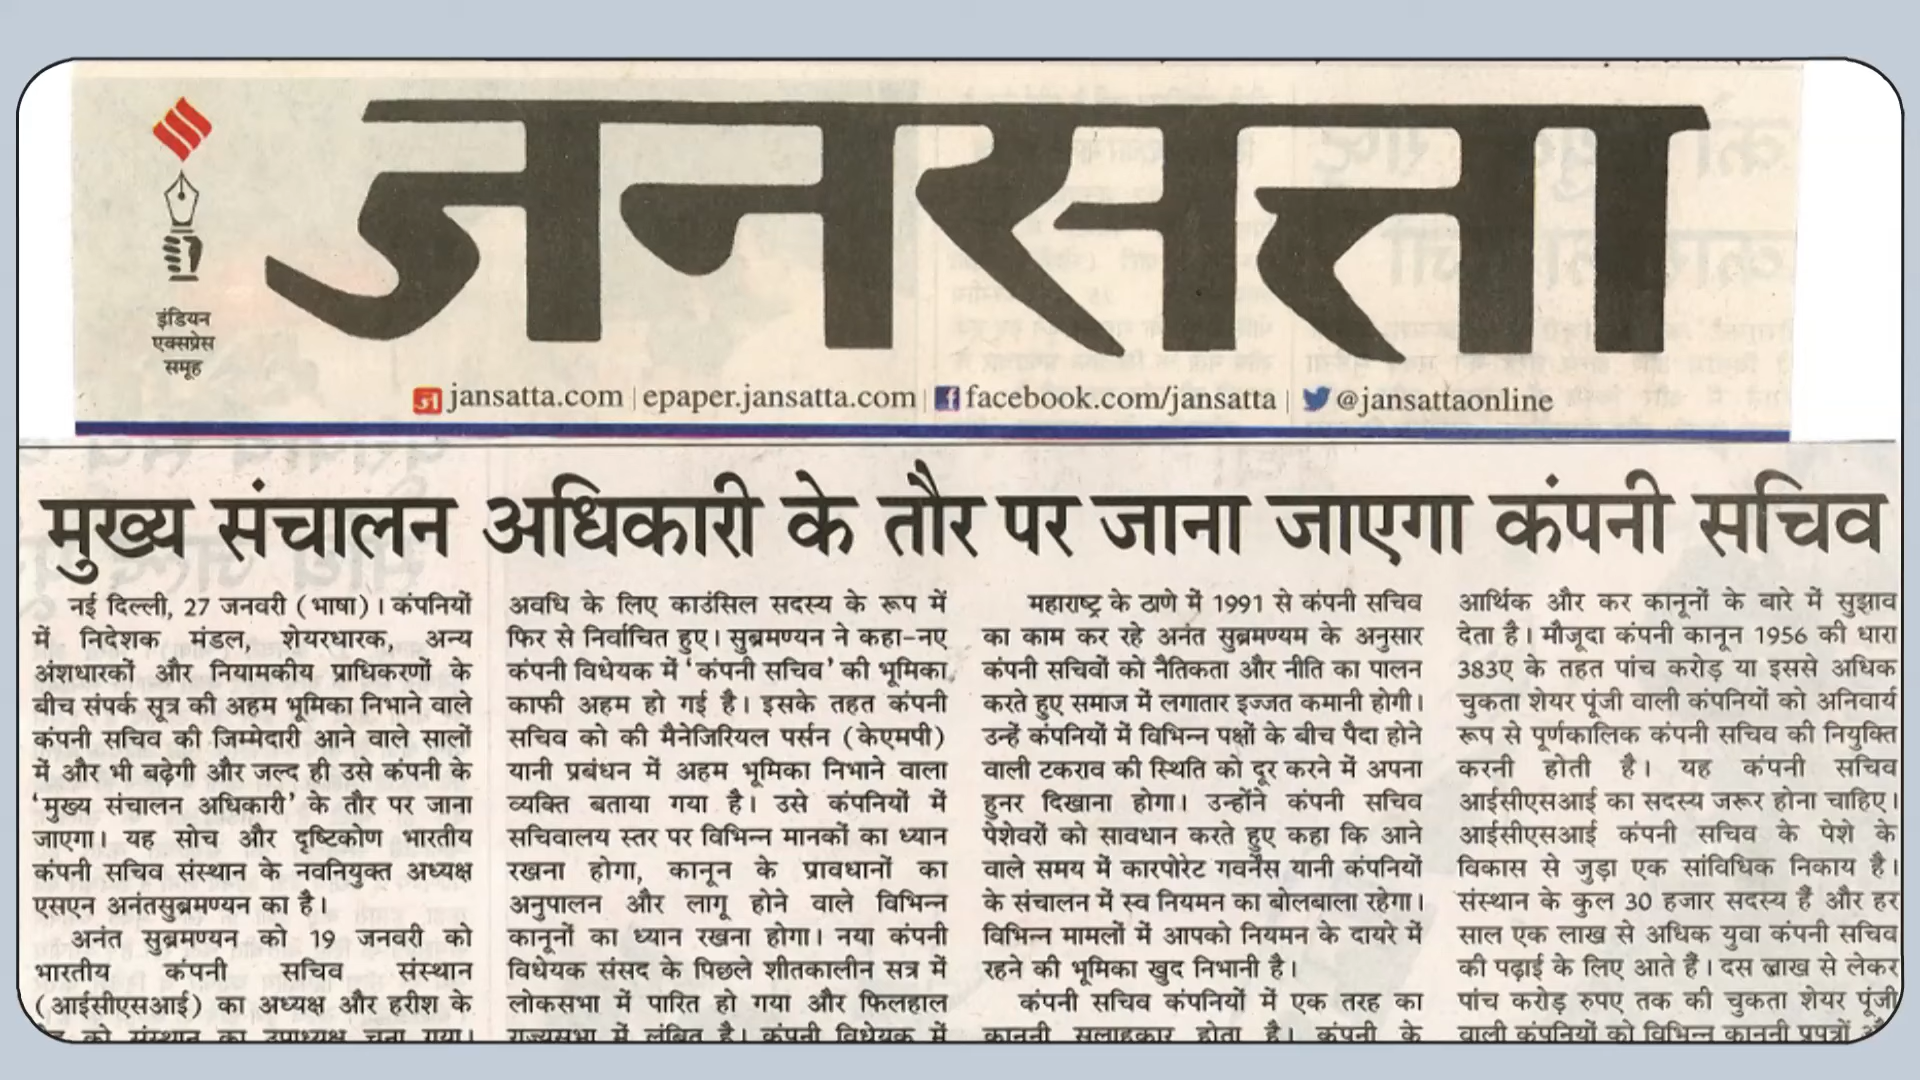 जनसत्ता
इंडियन
एक्सप्रेस
समूह
jansatta.com | epaper.jansatta.com | facebook.com/jansatta | @jansattaonline
मुख्य संचालन अधिकारी के तौर पर जाना जाएगा कंपनी सचिव
नई दिल्ली, 27 जनवरी (भाषा)। कंपनियों
में निदेशक मंडल, शेयरधारक, अन्य
अंशधारकों और नियामकीय प्राधिकरणों के
बीच संपर्क सूत्र की अहम भूमिका निभाने वाले
कंपनी सचिव की जिम्मेदारी आने वाले सालों
में और भी बढ़ेगी और जल्द ही उसे कंपनी के
‘मुख्य संचालन अधिकारी’ के तौर पर जाना
जाएगा। यह सोच और दृष्टिकोण भारतीय
कंपनी सचिव संस्थान के नवनियुक्त अध्यक्ष
एसएन अनंतसुब्रमण्यन का है।
अनंत सुब्रमण्यन को 19 जनवरी को
भारतीय कंपनी सचिव संस्थान
(आईसीएसआई) का अध्यक्ष और हरीश के
को संस्थान का उपाध्यक्ष चुना गया।
अवधि के लिए काउंसिल सदस्य के रूप में
फिर से निर्वाचित हुए। सुब्रमण्यन ने कहा-नए
कंपनी विधेयक में ‘कंपनी सचिव’ की भूमिका
काफी अहम हो गई है। इसके तहत कंपनी
सचिव को की मैनेजिरियल पर्सन (केएमपी)
यानी प्रबंधन में अहम भूमिका निभाने वाला
व्यक्ति बताया गया है। उसे कंपनियों में
सचिवालय स्तर पर विभिन्न मानकों का ध्यान
रखना होगा, कानून के प्रावधानों का
अनुपालन और लागू होने वाले विभिन्न
कानूनों का ध्यान रखना होगा। नया कंपनी
विधेयक संसद के पिछले शीतकालीन सत्र में
लोकसभा में पारित हो गया और फिलहाल
राज्यसभा में लंबित है। कंपनी विधेयक में
महाराष्ट्र के ठाणे में 1991 से कंपनी सचिव
का काम कर रहे अनंत सुब्रमण्यम के अनुसार
कंपनी सचिवों को नैतिकता और नीति का पालन
करते हुए समाज में लगातार इज्जत कमानी होगी।
उन्हें कंपनियों में विभिन्न पक्षों के बीच पैदा होने
वाली टकराव की स्थिति को दूर करने में अपना
हुनर दिखाना होगा। उन्होंने कंपनी सचिव
पेशेवरों को सावधान करते हुए कहा कि आने
वाले समय में कारपोरेट गवर्नेंस यानी कंपनियों
के संचालन में स्व नियमन का बोलबाला रहेगा।
विभिन्न मामलों में आपको नियमन के दायरे में
रहने की भूमिका खुद निभानी है।
कंपनी सचिव कंपनियों में एक तरह का
कानूनी सलाहकार होता है। कंपनी के
आर्थिक और कर कानूनों के बारे में सुझाव
देता है। मौजूदा कंपनी कानून 1956 की धारा
383ए के तहत पांच करोड़ या इससे अधिक
चुकता शेयर पूंजी वाली कंपनियों को अनिवार्य
रूप से पूर्णकालिक कंपनी सचिव की नियुक्ति
करनी होती है। यह कंपनी सचिव
आईसीएसआई का सदस्य जरूर होना चाहिए।
आईसीएसआई कंपनी सचिव के पेशे के
विकास से जुड़ा एक सांविधिक निकाय है।
संस्थान के कुल 30 हजार सदस्य हैं और हर
साल एक लाख से अधिक युवा कंपनी सचिव
की पढ़ाई के लिए आते हैं। दस लाख से लेकर
पांच करोड़ रुपए तक की चुकता शेयर पूंजी
वाली कंपनियों को विभिन्न कानूनी प्रपत्रों